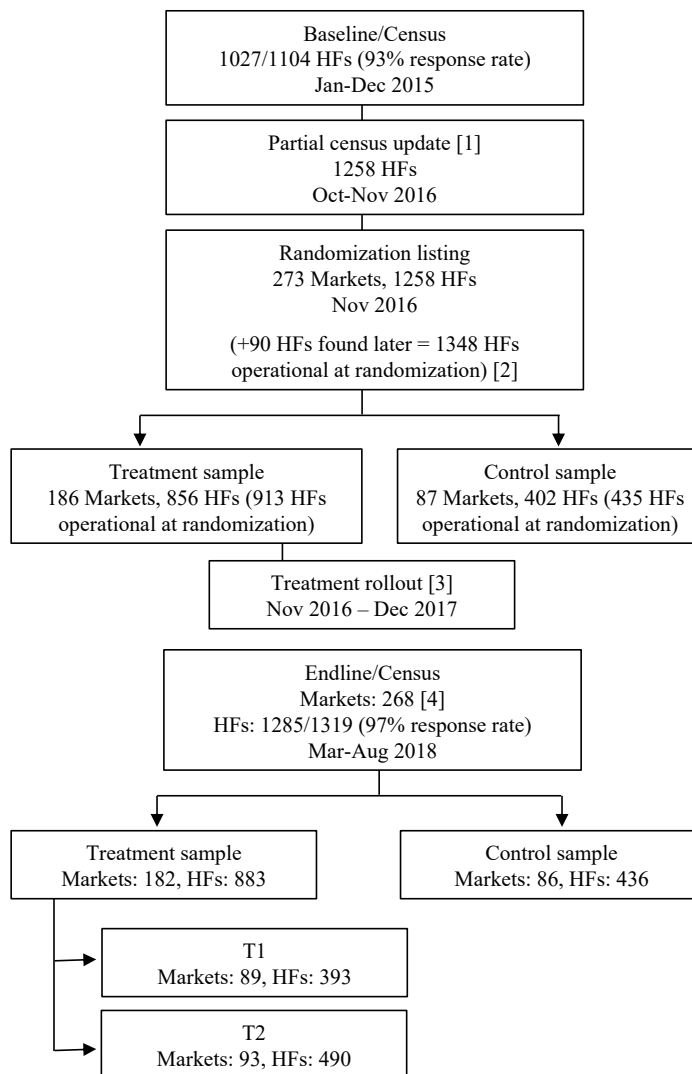 Baseline/Census
1027/1104 HFs (93% response rate)
Jan-Dec 2015
Partial census update [1]
1258 HFs
Oct-Nov 2016
Randomization listing
273 Markets, 1258 HFs
Nov 2016
(+90 HFs found later = 1348 HFs
operational at randomization) [2]
Treatment sample
186 Markets, 856 HFs (913 HFs
operational at randomization)
Control sample
87 Markets, 402 HFs (435 HFs
operational at randomization)
Treatment rollout [3]
Nov 2016 – Dec 2017
Endline/Census
Markets: 268 [4]
HFs: 1285/1319 (97% response rate)
Mar-Aug 2018
Treatment sample
Markets: 182, HFs: 883
Control sample
Markets: 86, HFs: 436
T1
Markets: 89, HFs: 393
T2
Markets: 93, HFs: 490